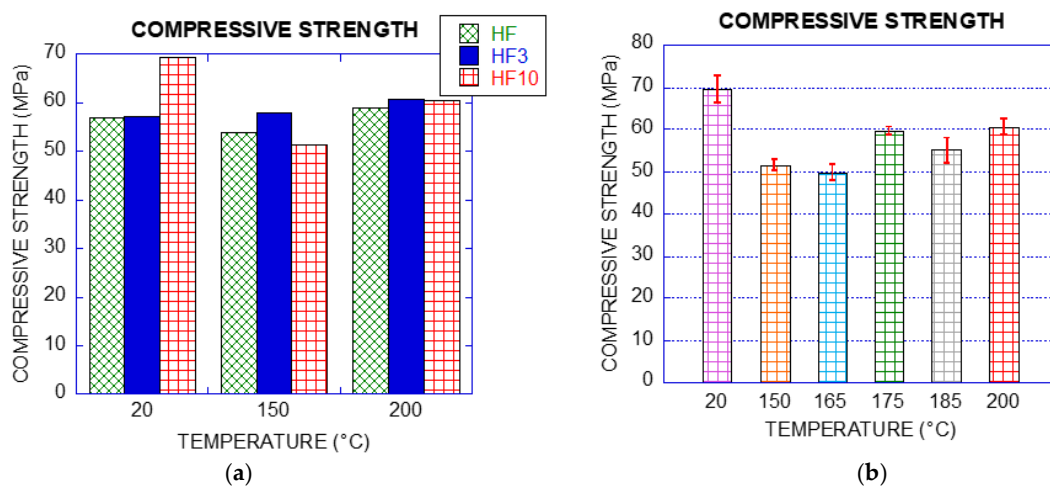 COMPRESSIVE STRENGTH
HF
HF3
HF10
COMPRESSIVE STRENGTH (MPa)
70
60
50
40
30
20
10
0
20 150 200
TEMPERATURE (°C)
(a)
COMPRESSIVE STRENGTH
COMPRESSIVE STRENGTH (MPa)
80
70
60
50
40
30
20
10
0
20 150 165 175 185 200
TEMPERATURE (°C)
(b)